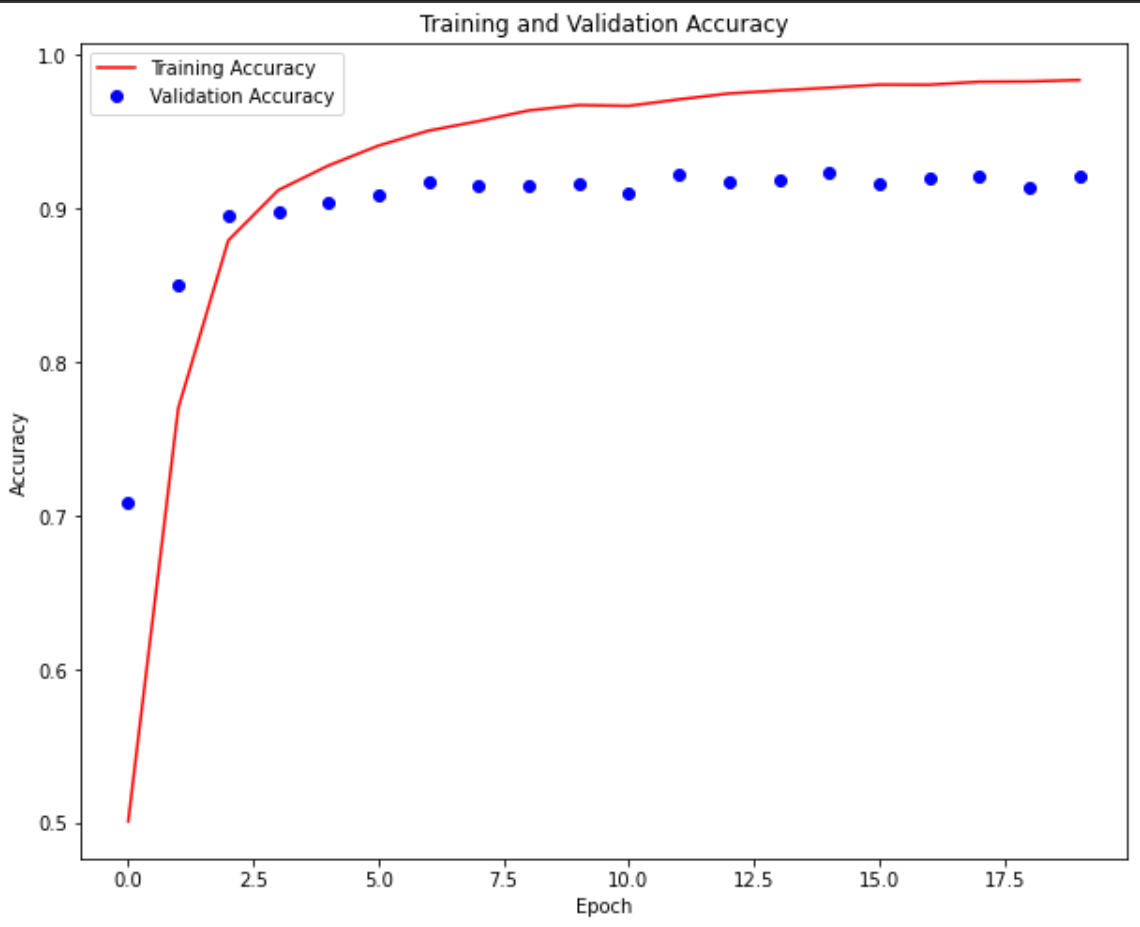 Training and Validation Accuracy
1.0
Training Accuracy
Validation Accuracy
0.9
0.8
Accuracy
0.7
0.6
0.5
0.0 2.5 5.0 7.5 10.0 12.5 15.0 17.5
Epoch